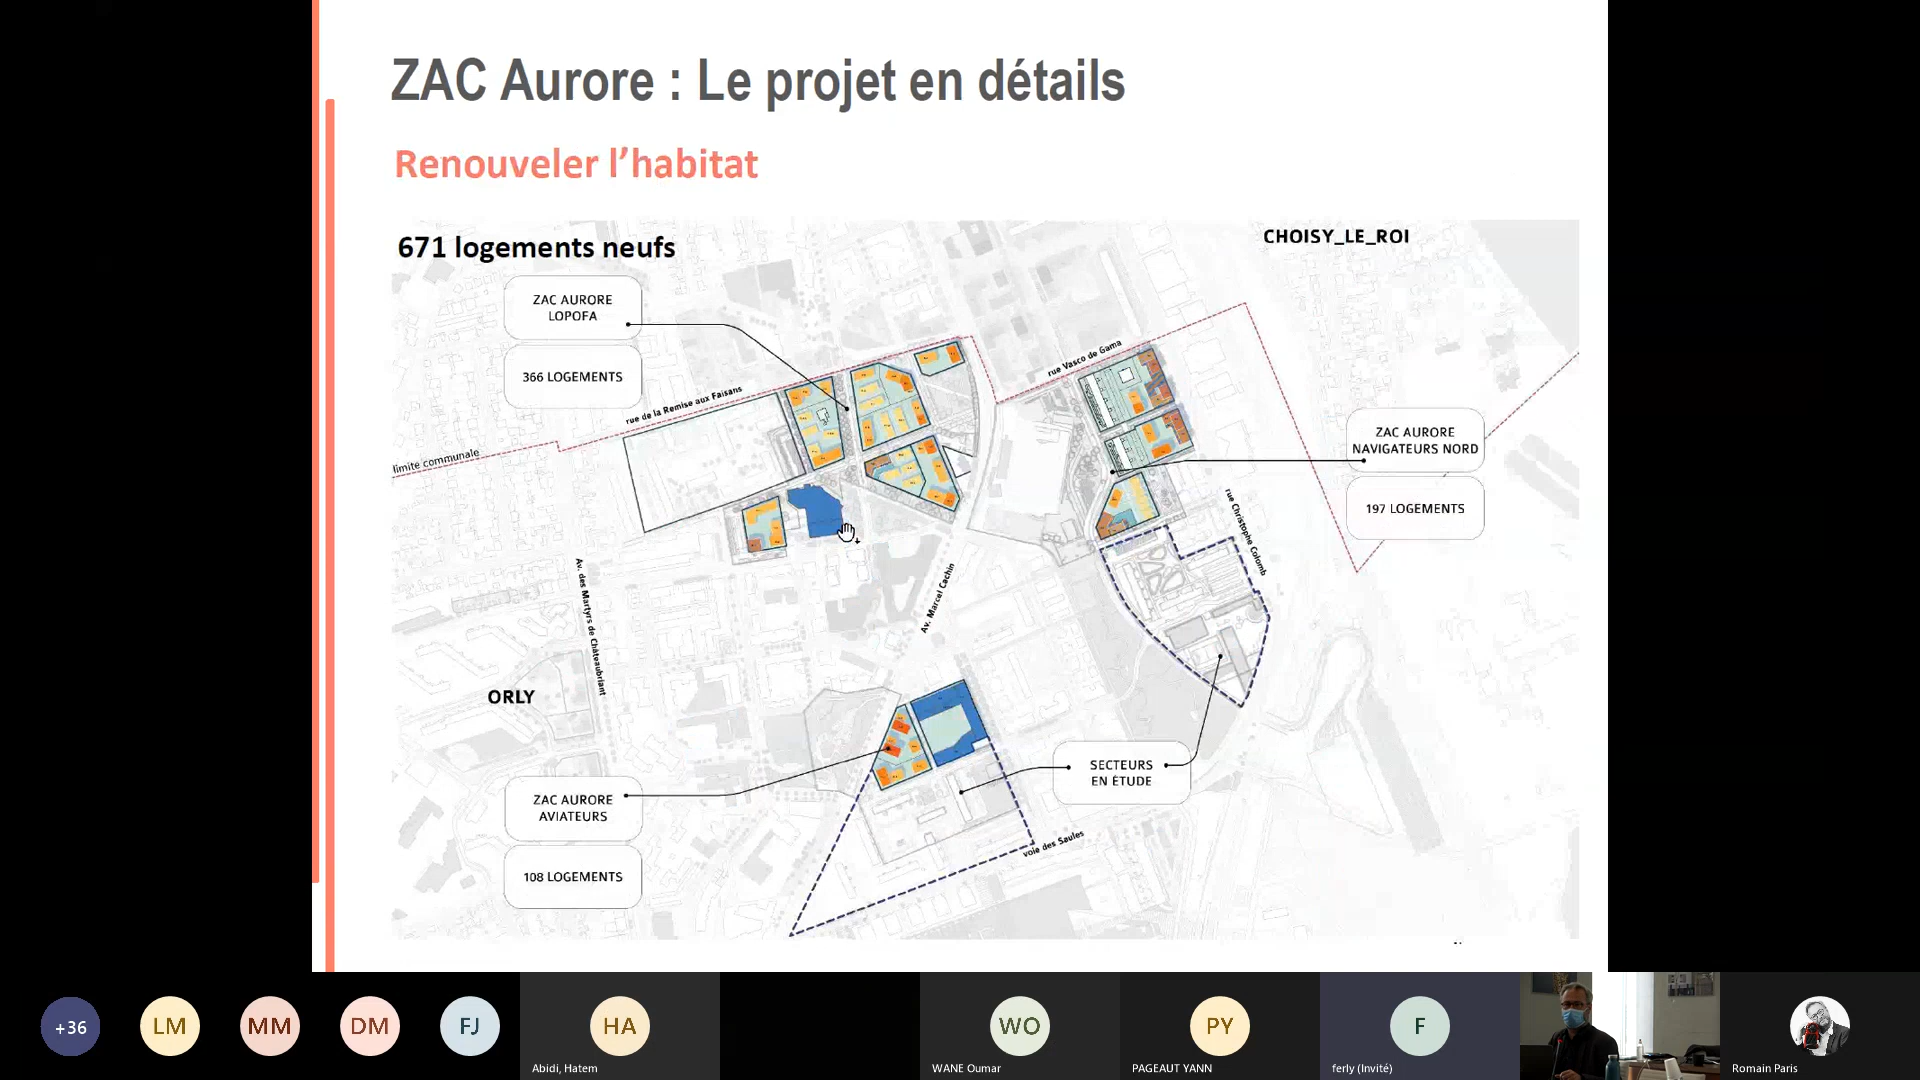 ZAC Aurore : Le projet en détails
Renouveler l’habitat
671 logements neufs
CHOISY_LE_ROI
ZAC AURORE
LOPOFA
366 LOGEMENTS
rue de la Remise aux Faisans
rue Vasco de Gama
limite communale
ZAC AURORE
NAVIGATEURS NORD
197 LOGEMENTS
rue Christophe Colomb
Av. des Martyrs de Châteaubriant
Av. Marcel Cachin
ORLY
SECTEURS
EN ÉTUDE
ZAC AURORE
AVIATEURS
108 LOGEMENTS
voie des Saules
+36
LM
MM
DM
FJ
HA
WO
PY
F
Abidi, Hatem
WANE Oumar
PAGEAUT YANN
ferly (Invité)
Romain Paris